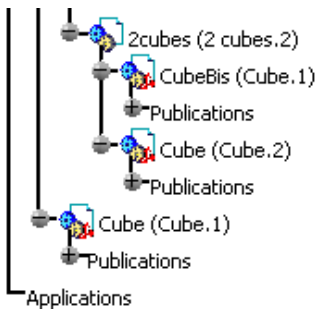 2cubes (2 cubes.2)
CubeBis (Cube.1)
Publications
Cube (Cube.2)
Publications
Cube (Cube.1)
Publications
Applications